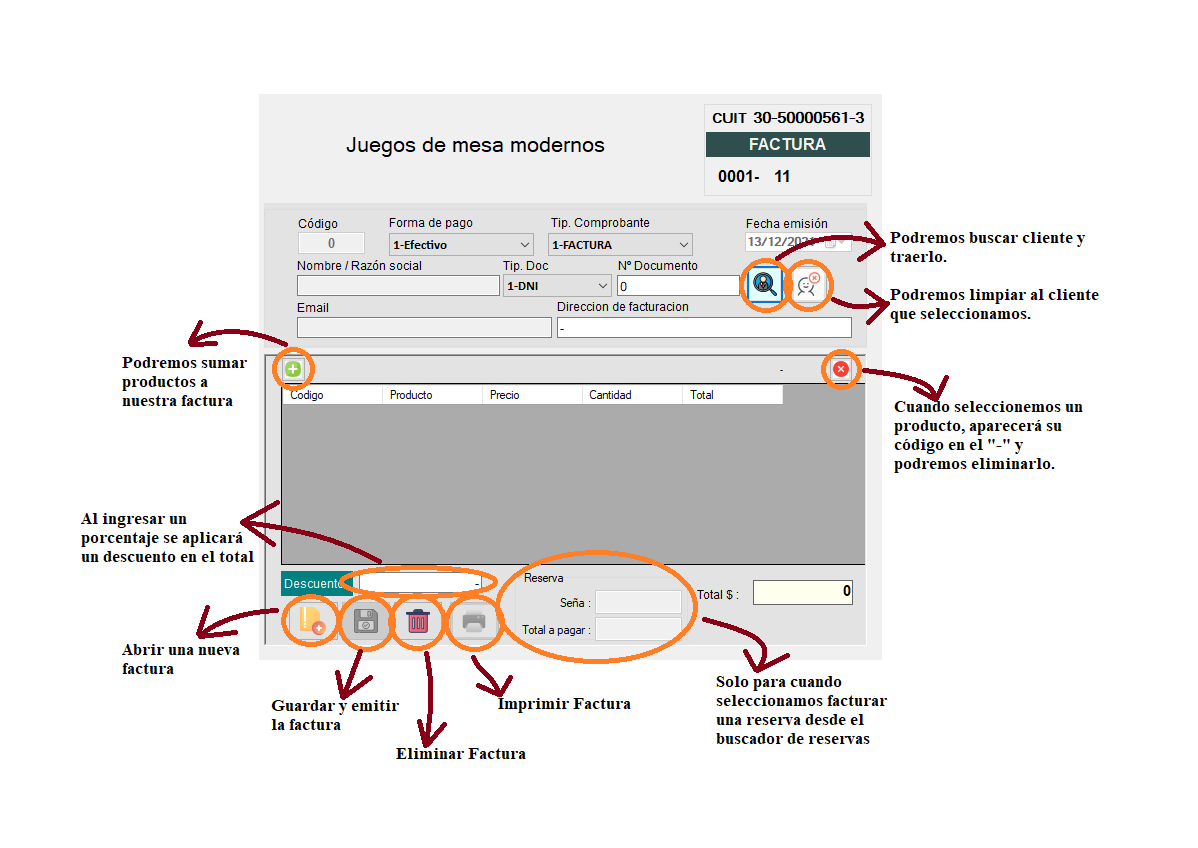 CUIT 30-50000561-3
Juegos de mesa modernos
FACTURA
0001- 11
Código
Forma de pago
Tip. Comprobante
Fecha emisión
0
1-Efectivo
1-FACTURA
13/12/202
Nombre / Razón social
Tip. Doc
Nº Documento
1-DNI
0
Email
Direccion de facturacion
-
Podremos buscar cliente y
traerlo.
Podremos limpiar al cliente
que seleccionamos.
Podremos sumar
productos a
nuestra factura
-
Codigo
Producto
Precio
Cantidad
Total
Cuando seleccionemos un
producto, aparecerá su
código en el "-" y
podremos eliminarlo.
Al ingresar un
porcentaje se aplicará
un descuento en el total
Descuento
-
Reserva
Seña :
Total a pagar :
Total $ :
0
Abrir una nueva
factura
Guardar y emitir
la factura
Eliminar Factura
Imprimir Factura
Solo para cuando
seleccionamos facturar
una reserva desde el
buscador de reservas